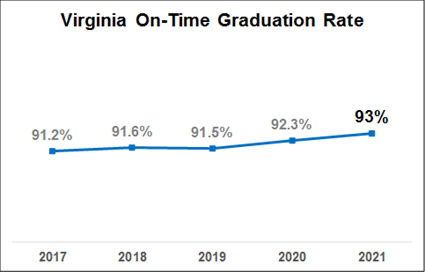 Virginia On-Time Graduation Rate
91.2% 91.6% 91.5% 92.3% 93%
2017 2018 2019 2020 2021